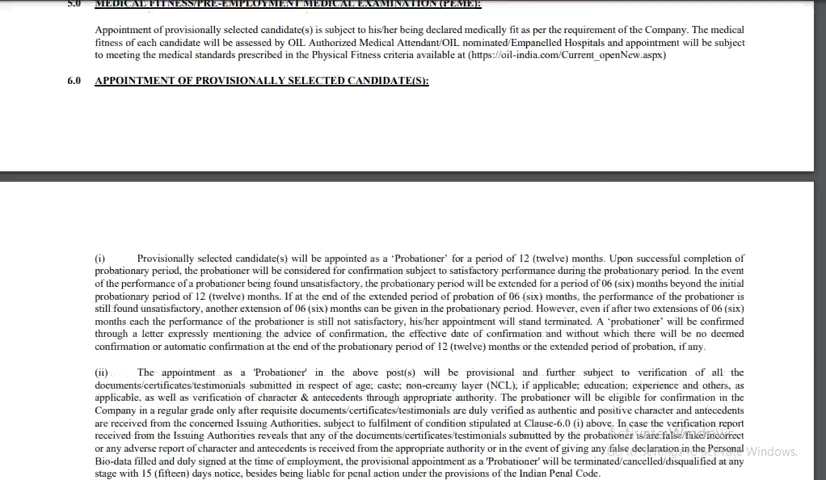 5.0 MEDICAL FITNESS/PRE-EMPLOYMENT MEDICAL EXAMINATION (PEME):
Appointment of provisionally selected candidate(s) is subject to his/her being declared medically fit as per the requirement of the Company. The medical
fitness of each candidate will be assessed by OIL Authorized Medical Attendant/OIL nominated/Empanelled Hospitals and appointment will be subject
to meeting the medical standards prescribed in the Physical Fitness criteria available at (https://oil-india.com/Current_openNew.aspx)
6.0 APPOINTMENT OF PROVISIONALLY SELECTED CANDIDATE(S):
(i) Provisionally selected candidate(s) will be appointed as a ‘Probationer’ for a period of 12 (twelve) months. Upon successful completion of
probationary period, the probationer will be considered for confirmation subject to satisfactory performance during the probationary period. In the event
of the performance of a probationer being found unsatisfactory, the probationary period will be extended for a period of 06 (six) months beyond the initial
probationary period of 12 (twelve) months. If at the end of the extended period of probation of 06 (six) months, the performance of the probationer is
still found unsatisfactory, another extension of 06 (six) months can be given in the probationary period. However, even if after two extensions of 06 (six)
months each the performance of the probationer is still not satisfactory, his/her appointment will stand terminated. A ‘probationer’ will be confirmed
through a letter expressly mentioning the advice of confirmation, the effective date of confirmation and without which there will be no deemed
confirmation or automatic confirmation at the end of the probationary period of 12 (twelve) months or the extended period of probation, if any.
(ii) The appointment as a 'Probationer' in the above post(s) will be provisional and further subject to verification of all the
documents/certificates/testimonials submitted in respect of age; caste; non-creamy layer (NCL), if applicable; education; experience and others, as
applicable, as well as verification of character & antecedents through appropriate authority. The probationer will be eligible for confirmation in the
Company in a regular grade only after requisite documents/certificates/testimonials are duly verified as authentic and positive character and antecedents
are received from the concerned Issuing Authorities, subject to fulfilment of condition stipulated at Clause-6.0 (i) above. In case the verification report
received from the Issuing Authorities reveals that any of the documents/certificates/testimonials submitted by the probationer is/are false/fake/incorrect
or any adverse report of character and antecedents is received from the appropriate authority or in the event of giving any false declaration in the Personal
Bio-data filled and duly signed at the time of employment, the provisional appointment as a 'Probationer' will be terminated/cancelled/disqualified at any
stage with 15 (fifteen) days notice, besides being liable for penal action under the provisions of the Indian Penal Code.
Activate Windows
Windows.